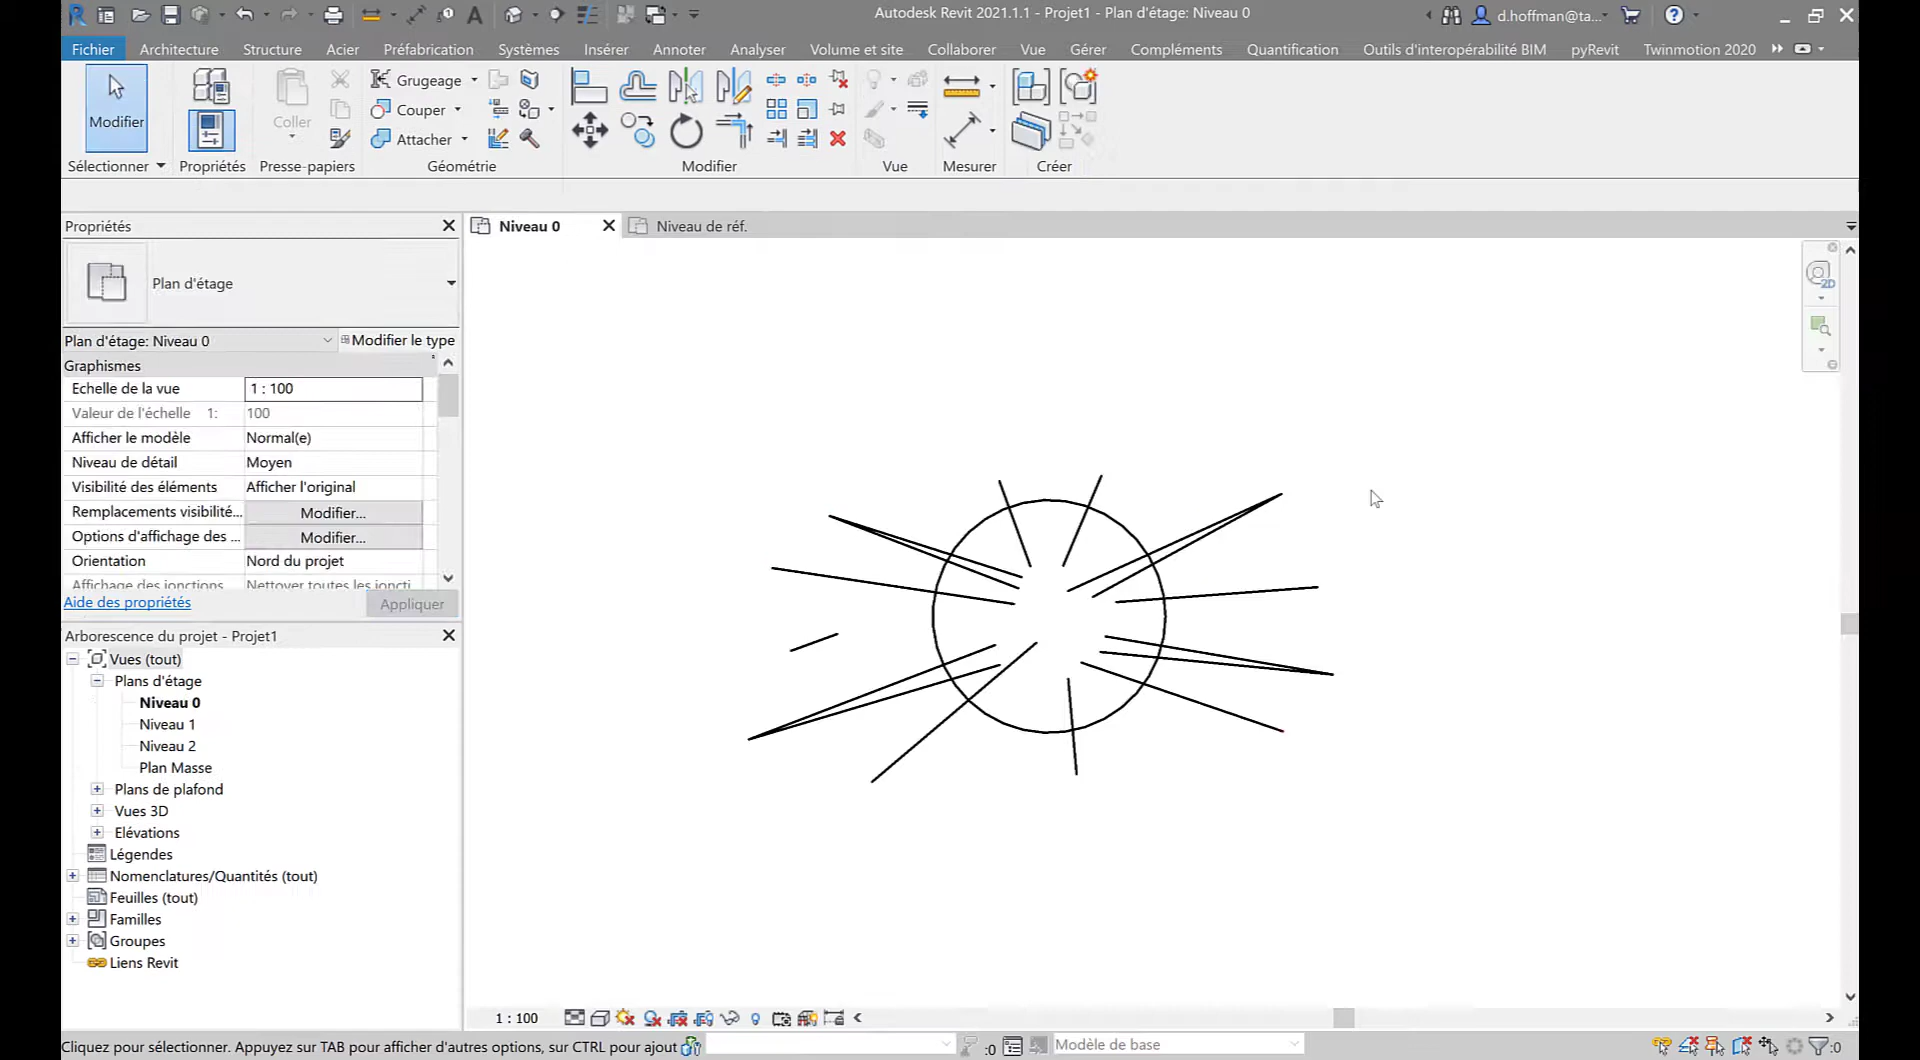 Autodesk Revit 2021.1.1 - Projet1 - Plan d'étage: Niveau 0
d.hoffman@ta...
Fichier Architecture Structure Acier Préfabrication Systèmes Insérer Annoter Analyser Volume et site Collaborer Vue Gérer Compléments Quantification Outils d'interopérabilité BIM pyRevit Twinmotion 2020
Modifier
Coller
Grugeage
Couper
Attacher
Sélectionner Propriétés Presse-papiers Géométrie Modifier Vue Mesurer Créer
Propriétés
Niveau 0
Niveau de réf.
2D
Plan d'étage
Plan d'étage: Niveau 0 Modifier le type
Graphismes
Echelle de la vue 1 : 100
Valeur de l'échelle 1: 100
Afficher le modèle Normal(e)
Niveau de détail Moyen
Visibilité des éléments Afficher l'original
Remplacements visibilité... Modifier...
Options d'affichage des ... Modifier...
Orientation Nord du projet
Affichage des jonctions Nettoyer toutes les joncti
Aide des propriétés Appliquer
Arborescence du projet - Projet1
Vues (tout)
Plans d'étage
Niveau 0
Niveau 1
Niveau 2
Plan Masse
Plans de plafond
Vues 3D
Elévations
Légendes
Nomenclatures/Quantités (tout)
Feuilles (tout)
Familles
Groupes
Liens Revit
1 : 100
Cliquez pour sélectionner. Appuyez sur TAB pour afficher d'autres options, sur CTRL pour ajout
:0
Modèle de base
:0